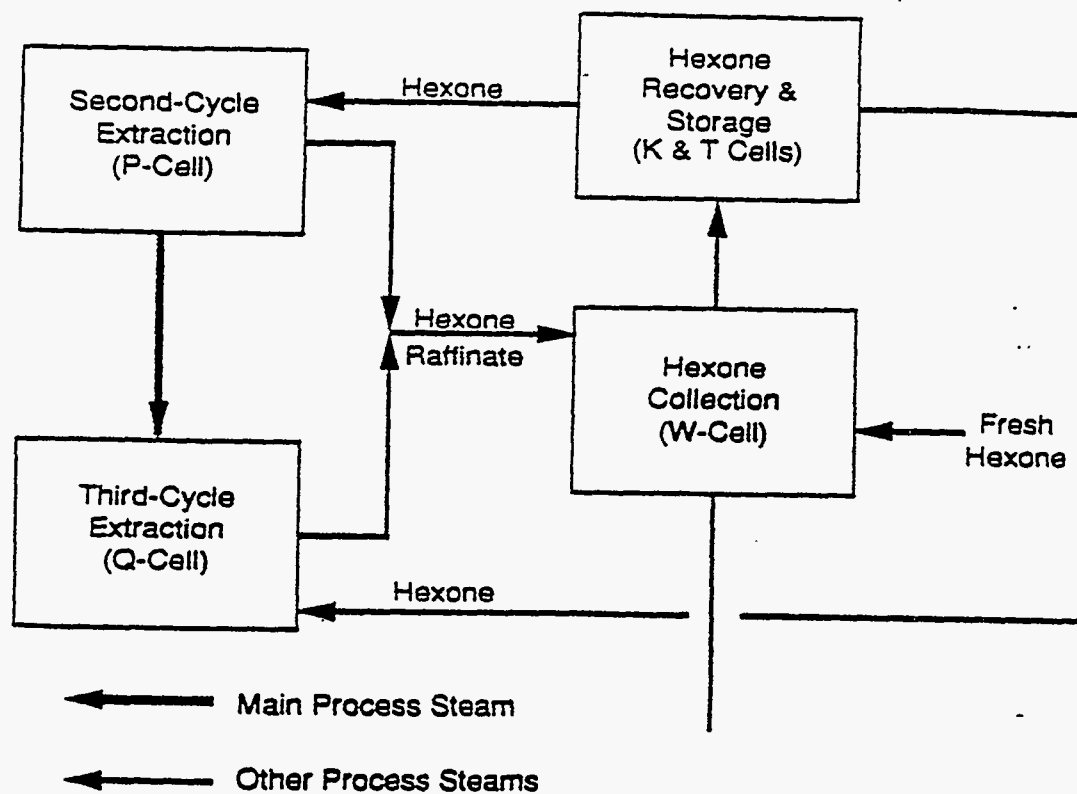 Second-Cycle
Extraction
(P-Cell)
Hexone
Hexone
Recovery &
Storage
(K & T Cells)
Hexone
Raffinate
Hexone
Collection
(W-Cell)
Fresh
Hexone
Third-Cycle
Extraction
(Q-Cell)
Hexone
Main Process Steam
Other Process Steams